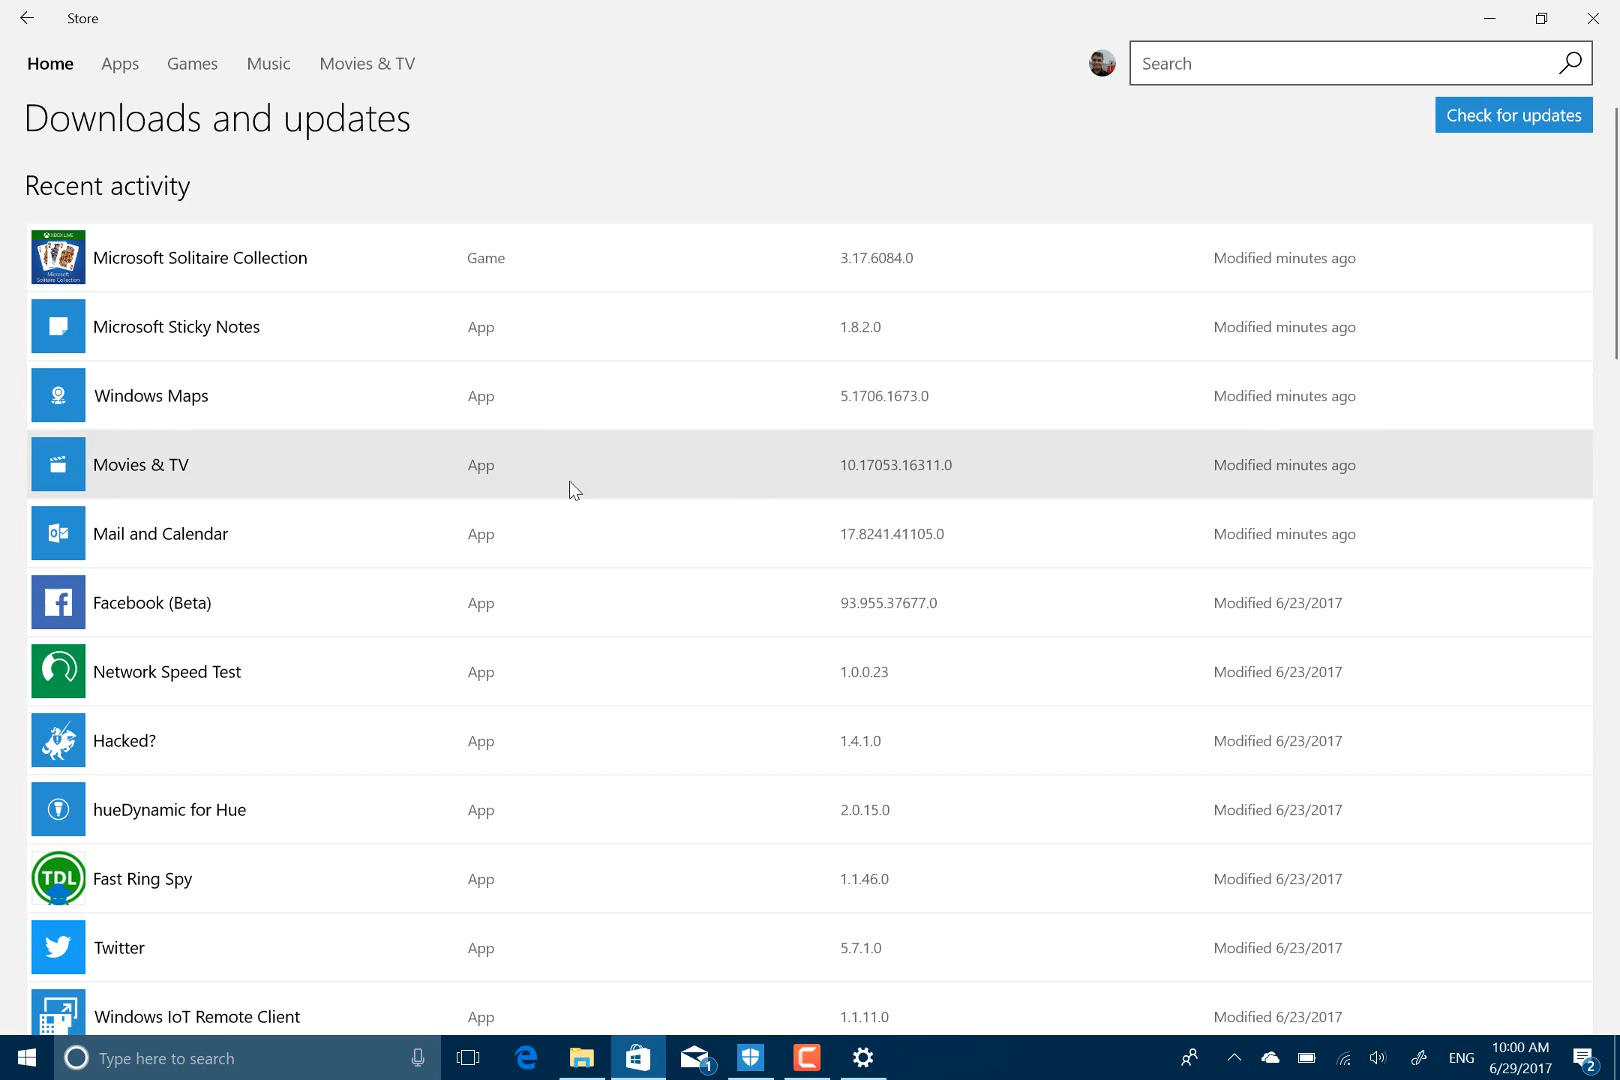 Store
Home Apps Games Music Movies & TV Search
Downloads and updates Check for updates
Recent activity
XBOX LIVE
Microsoft
Solitaire Collection
Microsoft Solitaire Collection Game 3.17.6084.0 Modified minutes ago
Microsoft Sticky Notes App 1.8.2.0 Modified minutes ago
Windows Maps App 5.1706.1673.0 Modified minutes ago
Movies & TV App 10.17053.16311.0 Modified minutes ago
Mail and Calendar App 17.8241.41105.0 Modified minutes ago
Facebook (Beta) App 93.955.37677.0 Modified 6/23/2017
Network Speed Test App 1.0.0.23 Modified 6/23/2017
Hacked? App 1.4.1.0 Modified 6/23/2017
hueDynamic for Hue App 2.0.15.0 Modified 6/23/2017
TDL Fast Ring Spy App 1.1.46.0 Modified 6/23/2017
Twitter App 5.7.1.0 Modified 6/23/2017
Windows IoT Remote Client App 1.1.11.0 Modified 6/23/2017
Type here to search 1 ENG 10:00 AM
6/29/2017 2